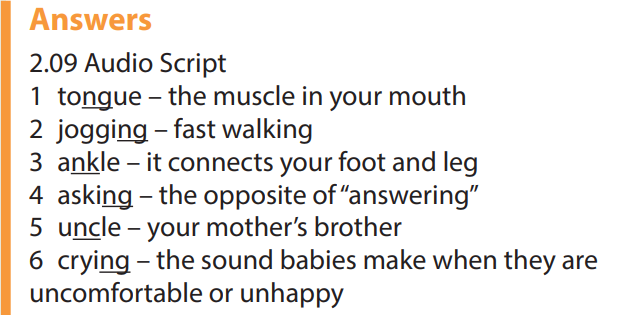 Answers
2.09 Audio Script
1 tongue – the muscle in your mouth
2 jogging – fast walking
3 ankle – it connects your foot and leg
4 asking – the opposite of “answering”
5 uncle – your mother’s brother
6 crying – the sound babies make when they are
uncomfortable or unhappy